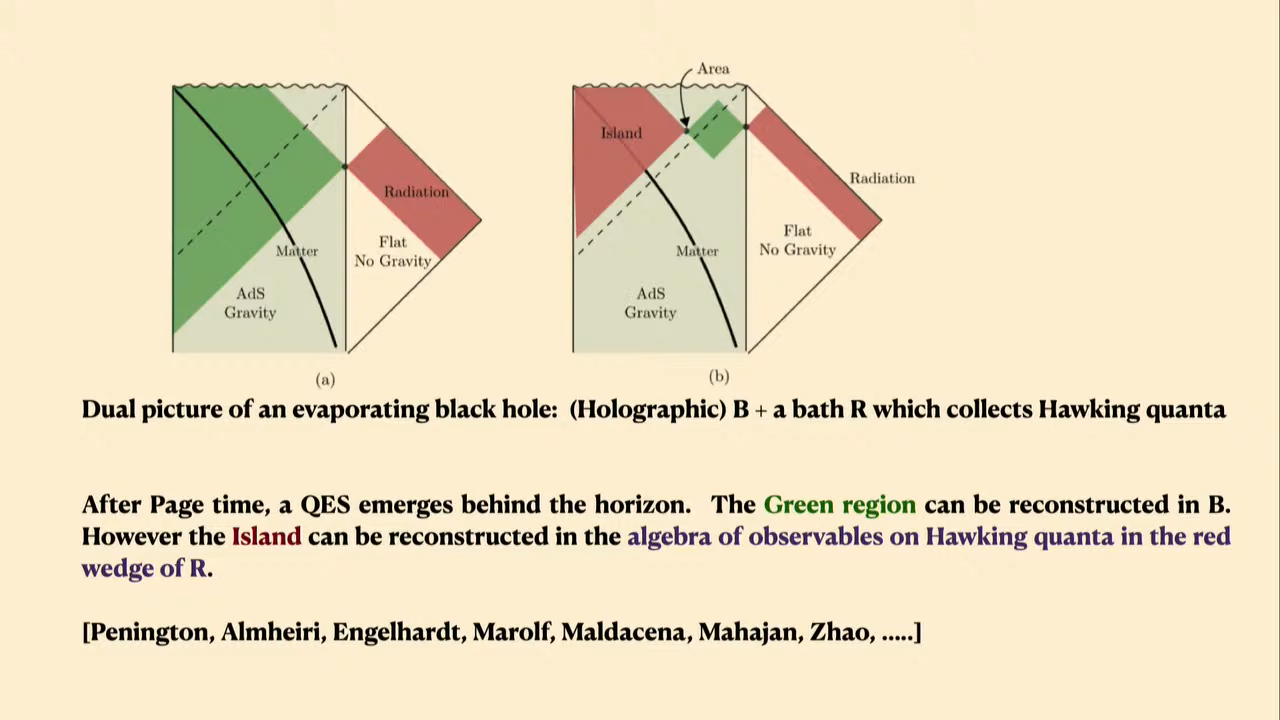 Area
Island
Radiation
Radiation
Flat
No Gravity
Flat
No Gravity
Matter
Matter
AdS
Gravity
AdS
Gravity
(a)
(b)
Dual picture of an evaporating black hole: (Holographic) B + a bath R which collects Hawking quanta
After Page time, a QES emerges behind the horizon. The Green region can be reconstructed in B.
However the Island can be reconstructed in the algebra of observables on Hawking quanta in the red
wedge of R.
[Penington, Almheiri, Engelhardt, Marolf, Maldacena, Mahajan, Zhao, .....]